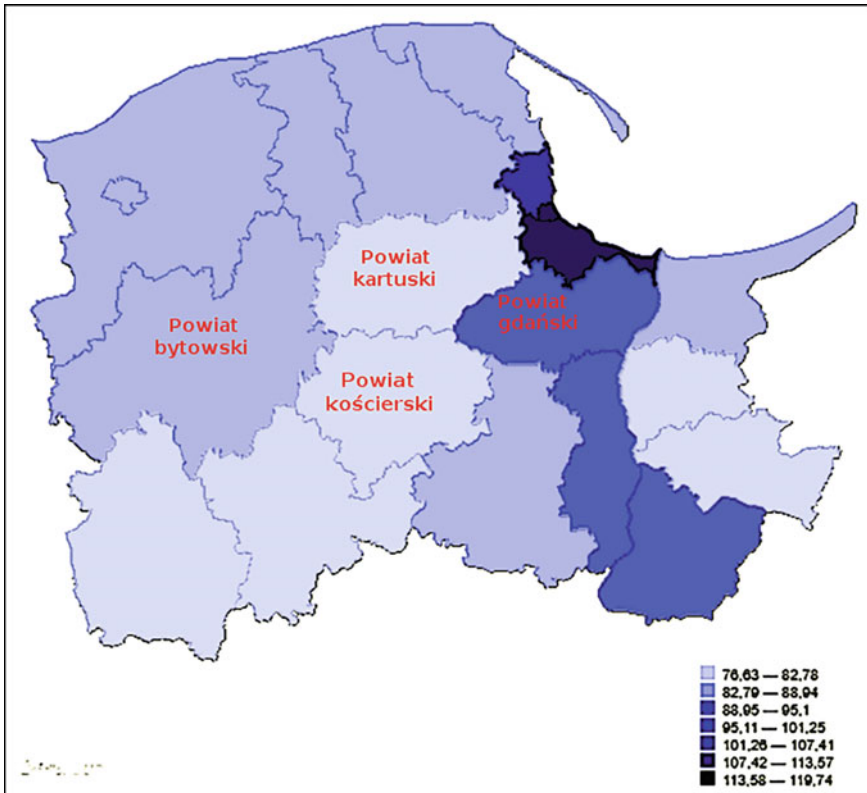 Powiat
kartuski
Powiat
gdański
Powiat
bytowski
Powiat
kościerski
76,63 — 82,78
82,79 — 88,94
88,95 — 95,1
95,11 — 101,25
101,26 — 107,41
107,42 — 113,57
113,58 — 119,74